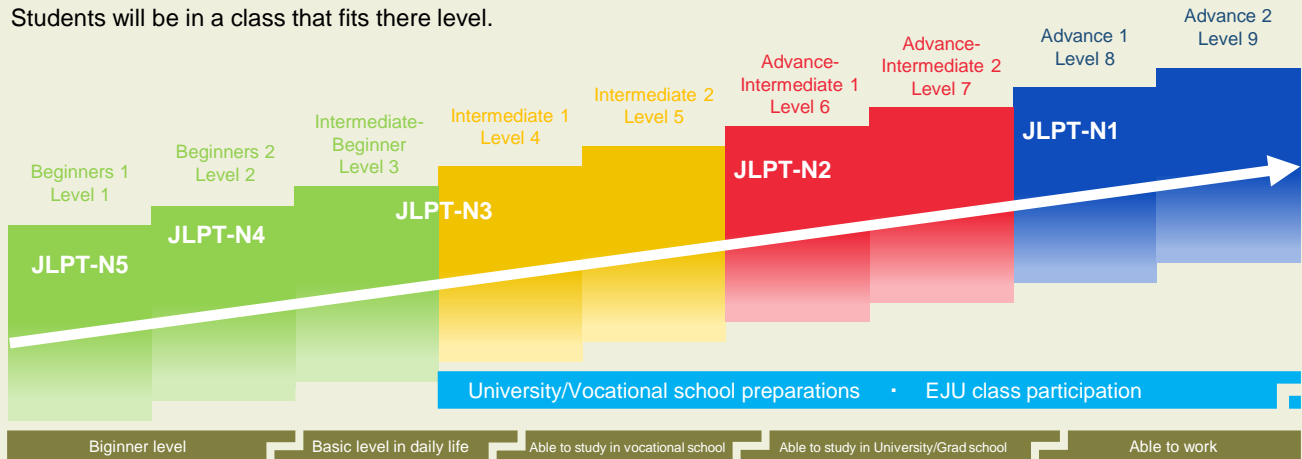 Students will be in a class that fits there level.
Beginners 1
Level 1
Beginners 2
Level 2
Intermediate-
Beginner
Level 3
Intermediate 1
Level 4
Intermediate 2
Level 5
Advance-
Intermediate 1
Level 6
Advance-
Intermediate 2
Level 7
Advance 1
Level 8
Advance 2
Level 9
JLPT-N5
JLPT-N4
JLPT-N3
JLPT-N2
JLPT-N1
University/Vocational school preparations ・ EJU class participation
Biginner level
Basic level in daily life
Able to study in vocational school
Able to study in University/Grad school
Able to work